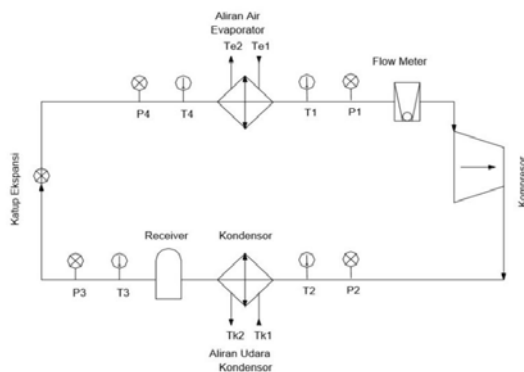 Aliran Air
Evaporator
Te2 Te1
Flow Meter
P4 T4 T1 P1
Katup Ekspansi
Kompresor
Receiver Kondensor
P3 T3 T2 P2
Tk2 Tk1
Aliran Udara
Kondensor